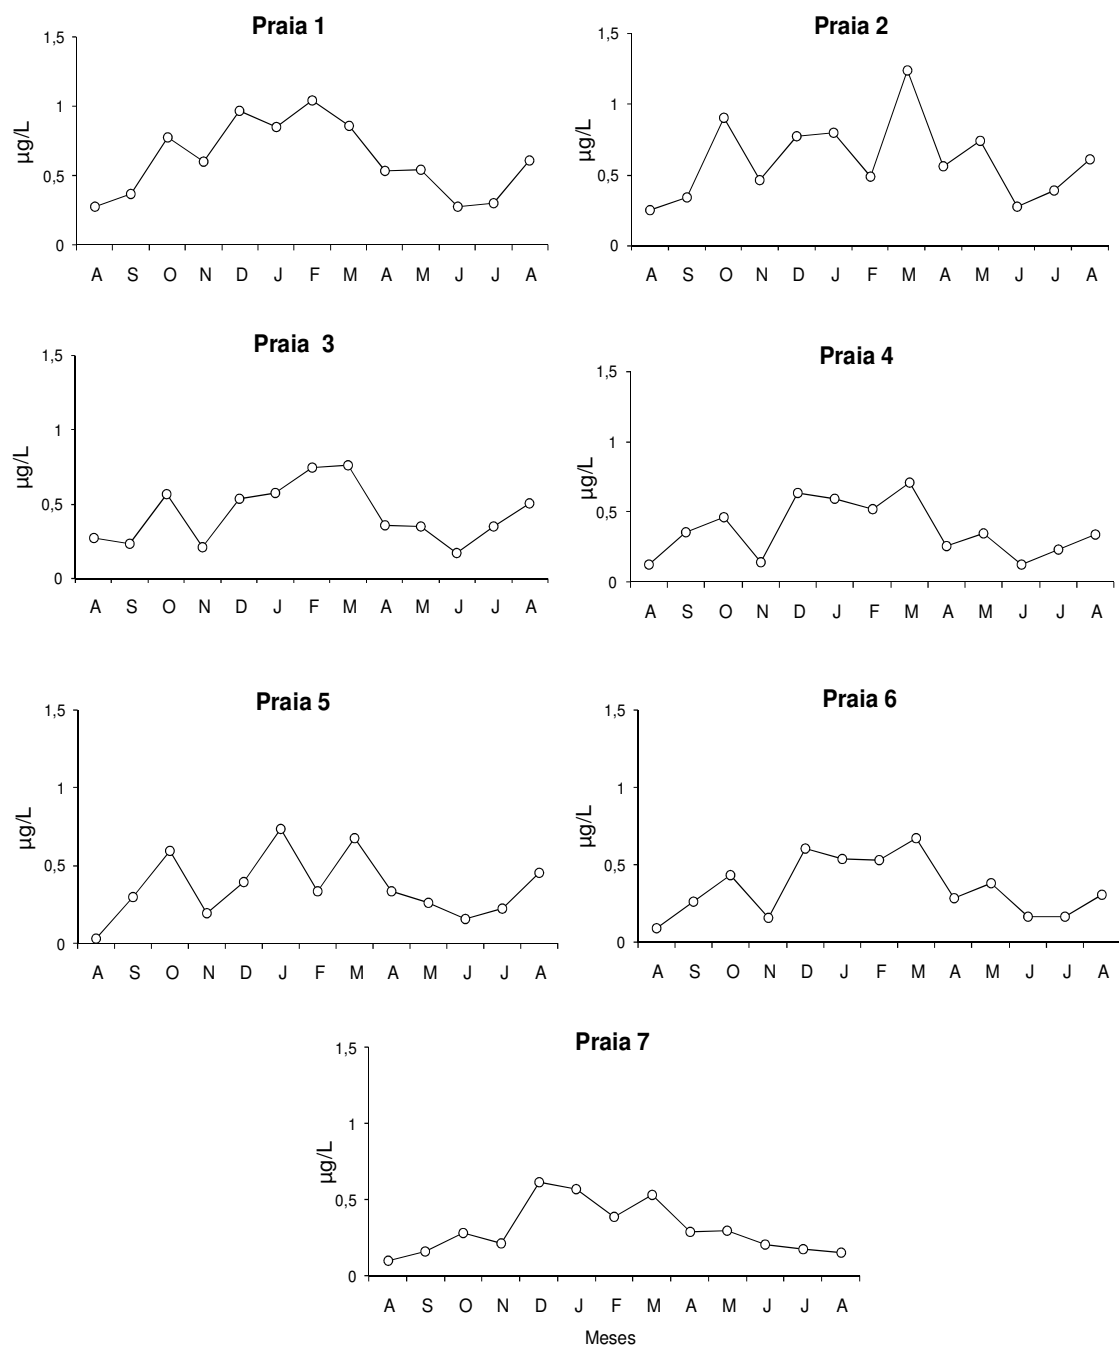 Praia 1
1,5
1
0,5
0
µg/L
A S O N D J F M A M J J A
Praia 2
1,5
1
0,5
0
µg/L
A S O N D J F M A M J J A
Praia 3
1,5
1
0,5
0
µg/L
A S O N D J F M A M J J A
Praia 4
1,5
1
0,5
0
µg/L
A S O N D J F M A M J J A
Praia 5
1,5
1
0,5
0
µg/L
A S O N D J F M A M J J A
Praia 6
1,5
1
0,5
0
µg/L
A S O N D J F M A M J J A
Praia 7
1,5
1
0,5
0
µg/L
A S O N D J F M A M J J A
Meses